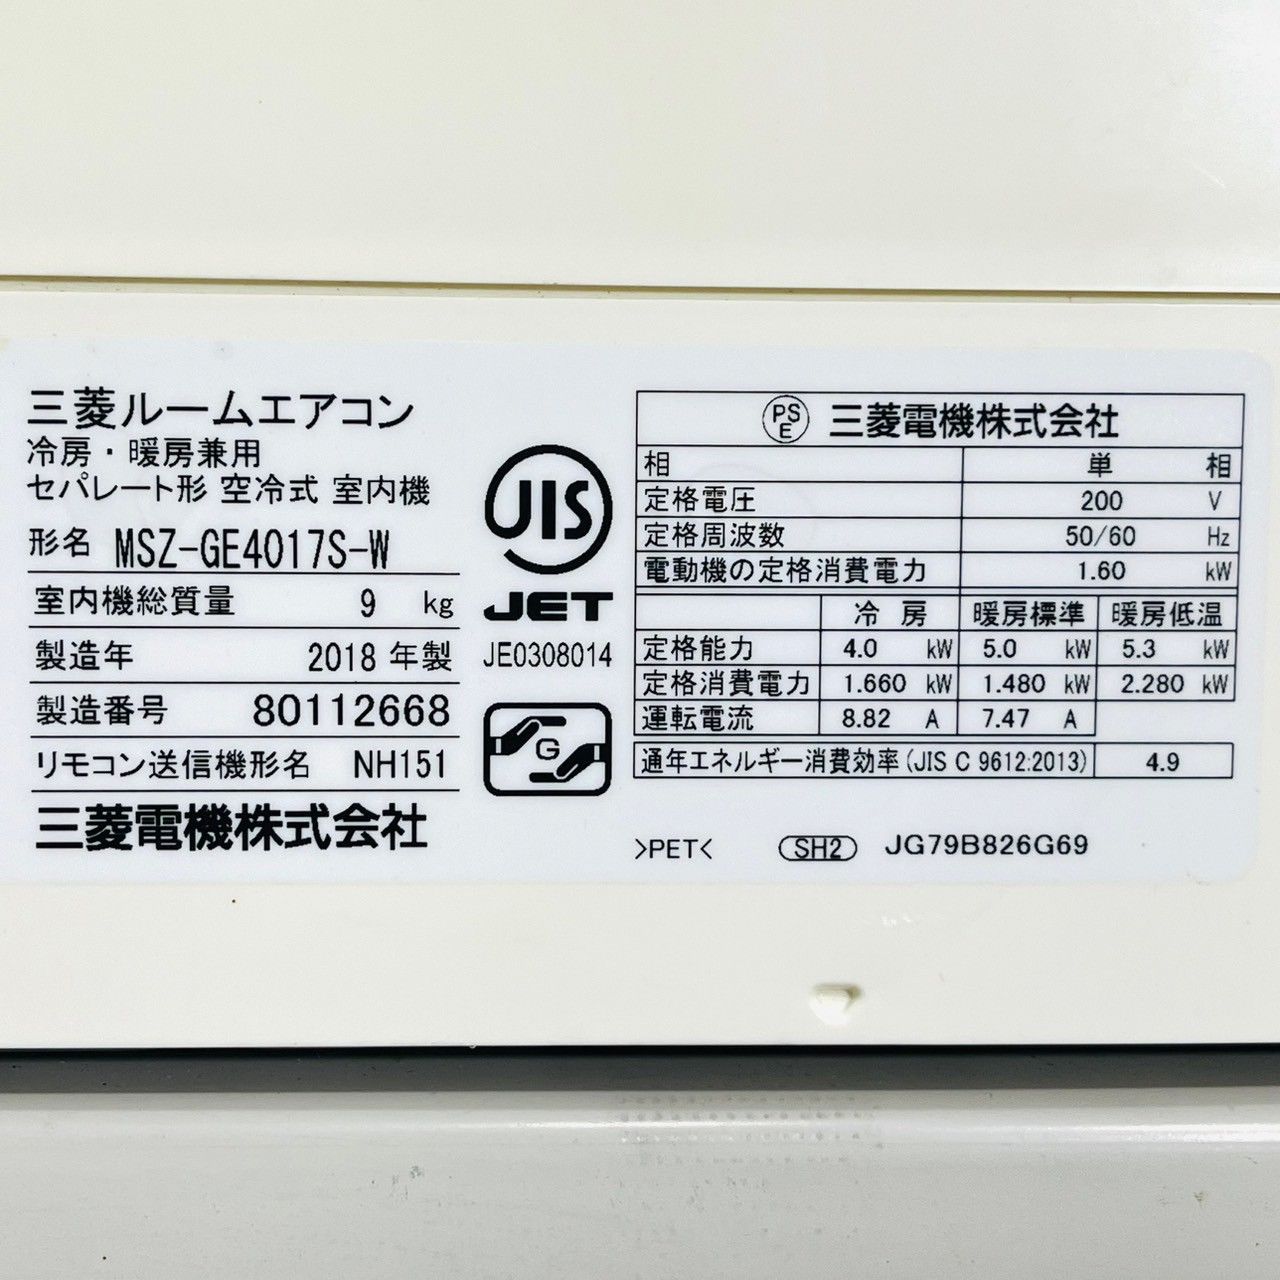 三菱ルームエアコン
冷房・暖房兼用
セパレート形 空冷式 室内機
形名 MSZ-GE4017S-W
室内機総質量 9 kg
製造年 2018 年製
製造番号 80112668
リモコン送信機形名 NH151
三菱電機株式会社
JIS
JET
JE0308014
G
PSE 三菱電機株式会社
相 単 相
定格電圧 200 V
定格周波数 50/60 Hz
電動機の定格消費電力 1.60 kW
冷 房 暖房標準 暖房低温
定格能力 4.0 kW 5.0 kW 5.3 kW
定格消費電力 1.660 kW 1.480 kW 2.280 kW
運転電流 8.82 A 7.47 A
通年エネルギー消費効率(JIS C 9612:2013) 4.9
>PET< SH2 JG79B826G69